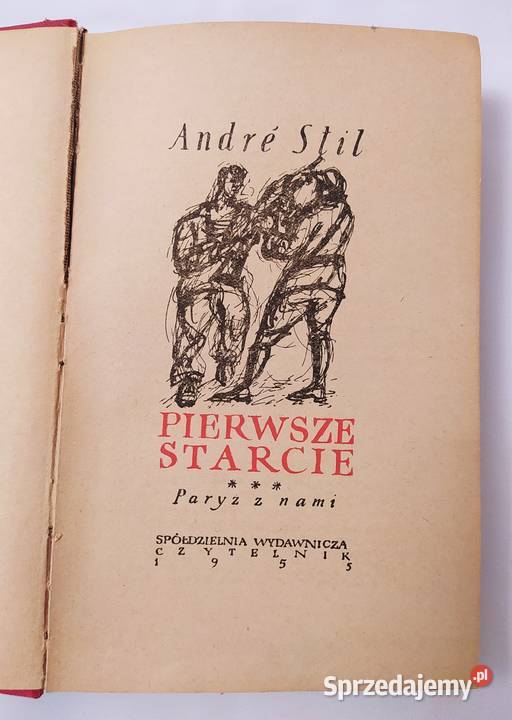 André Stil
PIERWSZE
STARCIE
***
Paryż z nami
SPÓŁDZIELNIA WYDAWNICZA
CZYTELNIK
1955
Sprzedajemy.pl